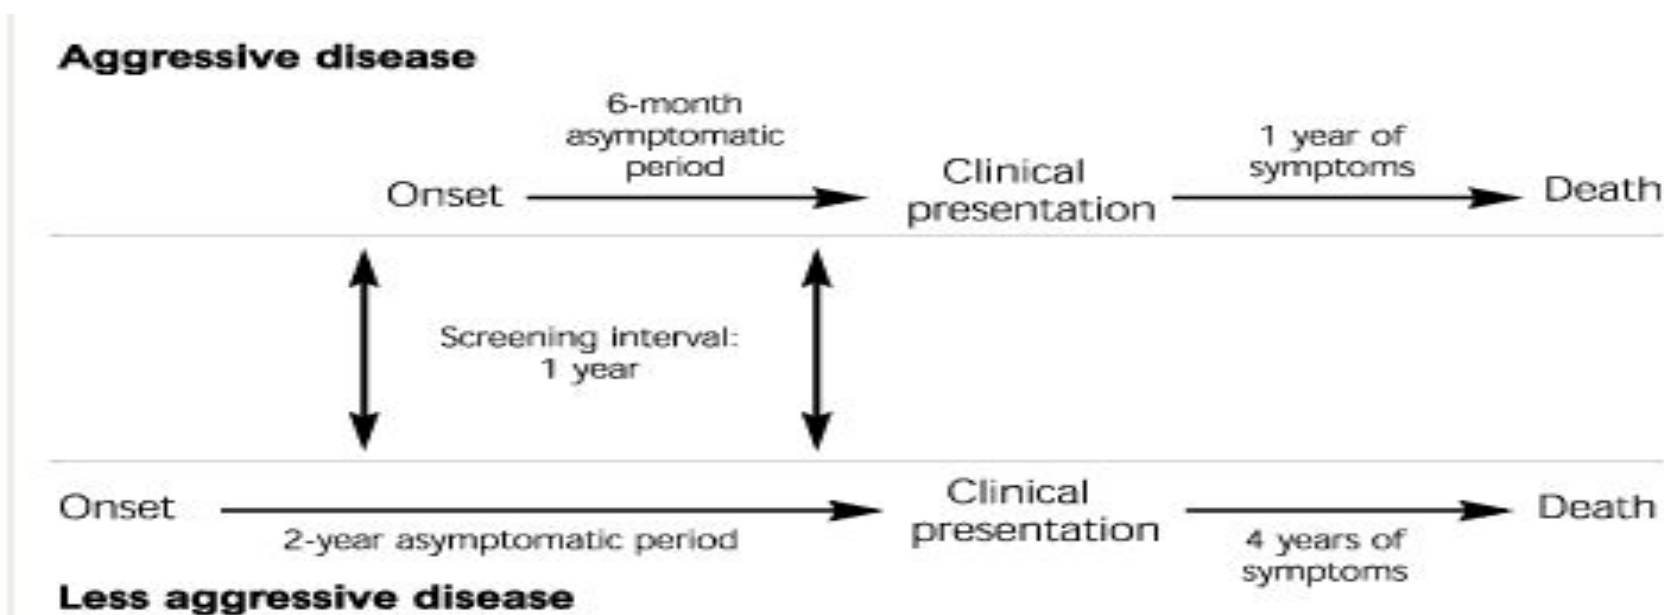 Aggressive disease
6-month
asymptomatic
period
1 year of
symptoms
Onset
Clinical
presentation
Death
Screening interval:
1 year
Onset
2-year asymptomatic period
Clinical
presentation
4 years of
symptoms
Death
Less aggressive disease